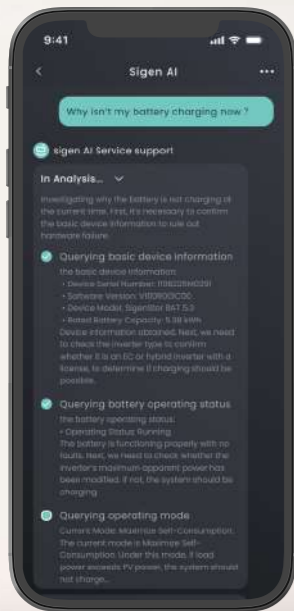 9:41
Sigen AI
Why isn't my battery charging now ?
sigen AI Service support
In Analysis...
Investigating why the battery is not charging at
the current time. First, it's necessary to confirm
the basic device information to rule out
hardware failure.
Querying basic device information
the basic device information:
• Device Serial Number:
• Software Version:
• Device Model: SigenStor BAT 5.0
• Rated Battery Capacity: kWh
Device information obtained. Next, we need
to check the inverter type to confirm
whether it is an EC or hybrid inverter with a
license, to determine if charging should be
possible.
Querying battery operating status
the battery operating status:
• Operating Status: Running
The battery is functioning properly with no
faults. Next, we need to check whether the
inverter's maximum apparent power has
been modified. If not, the system should be
charging
Querying operating mode
Current Mode: Maximize Self-Consumption.
The current mode is Maximize Self-
Consumption. Under this mode, if load
power exceeds PV power, the system should
not charge...